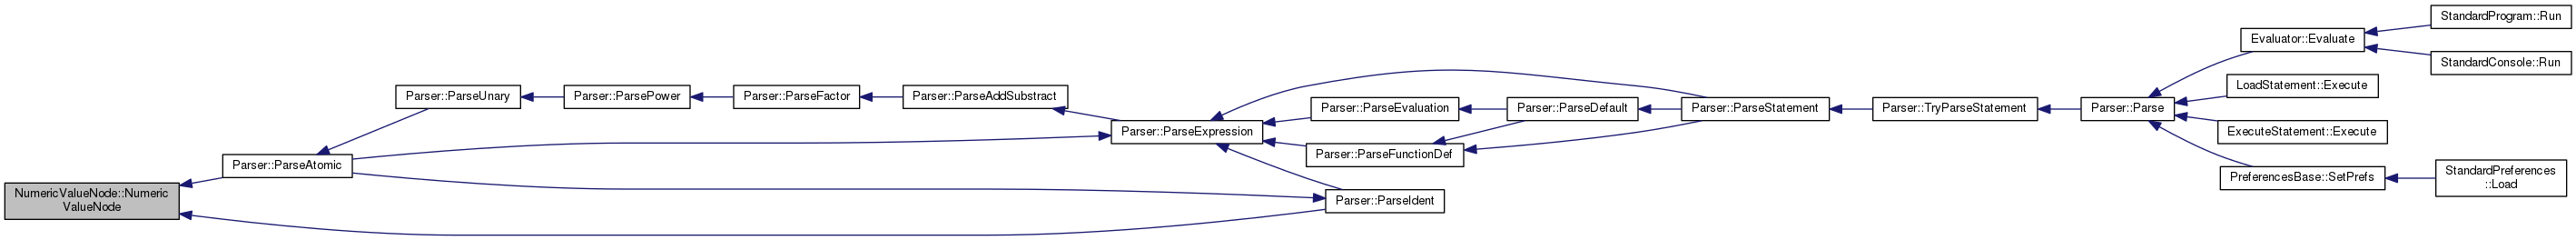 StandardProgram::Run
Evaluator::Evaluate
StandardConsole::Run
LoadStatement::Execute
Parser::ParseUnary
Parser::ParsePower
Parser::ParseFactor
Parser::ParseAddSubstract
Parser::ParseEvaluation
Parser::ParseDefault
Parser::ParseStatement
Parser::TryParseStatement
Parser::Parse
Parser::ParseExpression
ExecuteStatement::Execute
Parser::ParseFunctionDef
Parser::ParseAtomic
PreferencesBase::SetPrefs
StandardPreferences
::Load
NumericValueNode::Numeric
ValueNode
Parser::ParseIdent